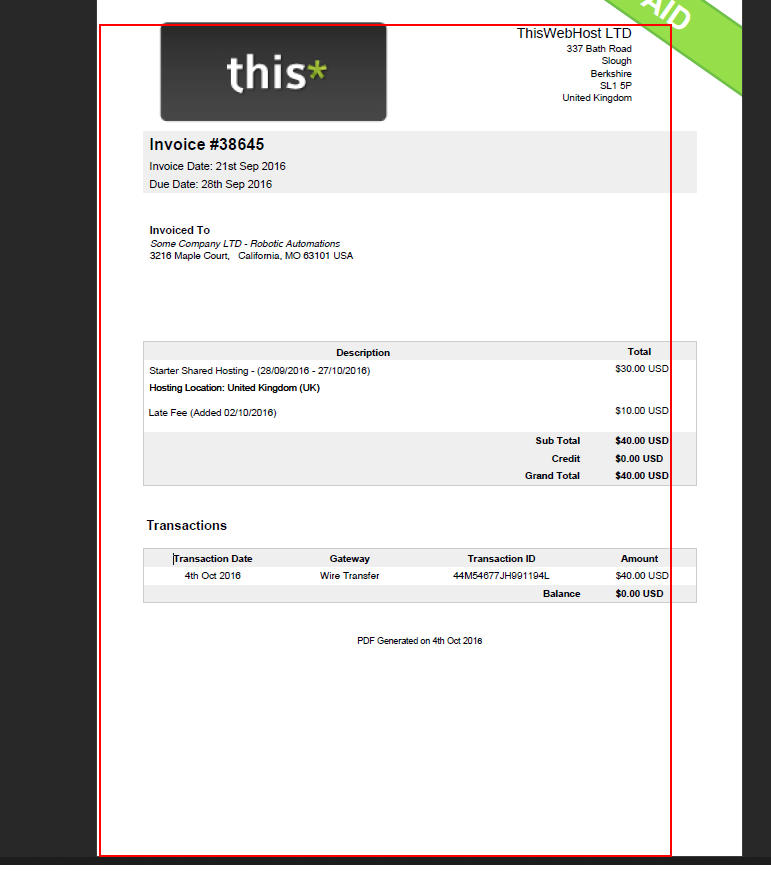 AID
this*
ThisWebHost LTD
337 Bath Road
Slough
Berkshire
SL1 5P
United Kingdom
Invoice #38645
Invoice Date: 21st Sep 2016
Due Date: 28th Sep 2016
Invoiced To
Some Company LTD - Robotic Automations
3216 Maple Court, California, MO 63101 USA
Description Total
Starter Shared Hosting - (28/09/2016 - 27/10/2016) $30.00 USD
Hosting Location: United Kingdom (UK)
Late Fee (Added 02/10/2016) $10.00 USD
Sub Total $40.00 USD
Credit $0.00 USD
Grand Total $40.00 USD
Transactions
Transaction Date Gateway Transaction ID Amount
4th Oct 2016 Wire Transfer 44M54677JH991194L $40.00 USD
Balance $0.00 USD
PDF Generated on 4th Oct 2016